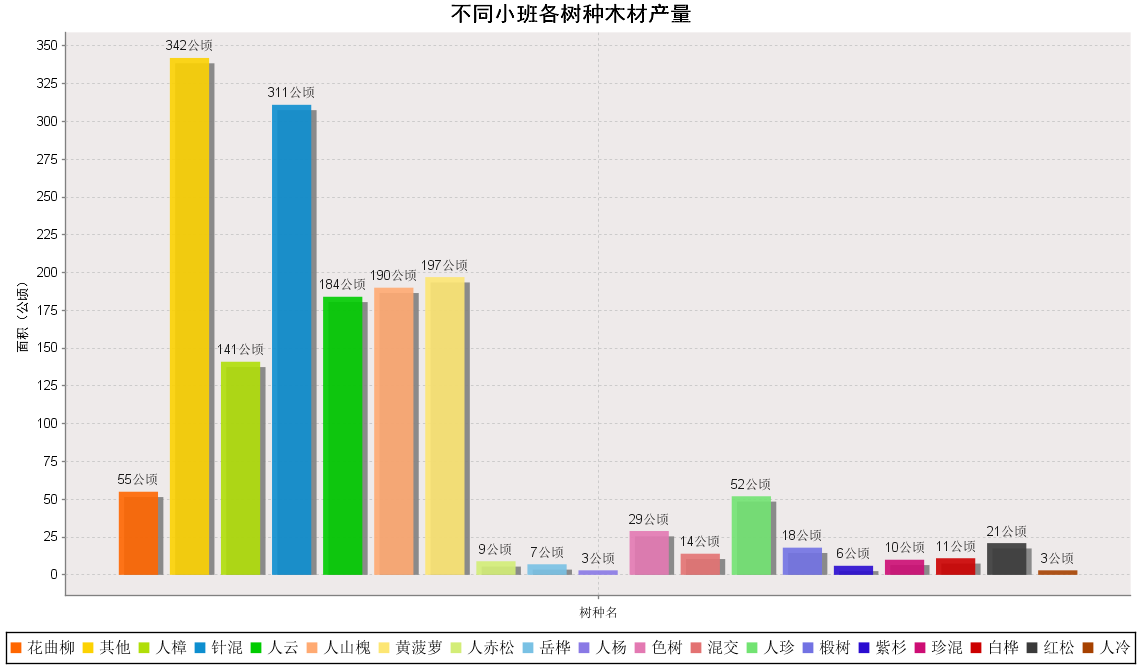 不同小班各树种木材产量
面积（公顷）
350
325
300
275
250
225
200
175
150
125
100
75
50
25
0
55公顷
342公顷
141公顷
311公顷
184公顷
190公顷
197公顷
9公顷
7公顷
3公顷
29公顷
14公顷
52公顷
18公顷
6公顷
10公顷
11公顷
21公顷
3公顷
树种名
花曲柳 其他 人樟 针混 人云 人山槐 黄菠萝 人赤松 岳桦 人杨 色树 混交 人珍 椴树 紫杉 珍混 白桦 红松 人冷